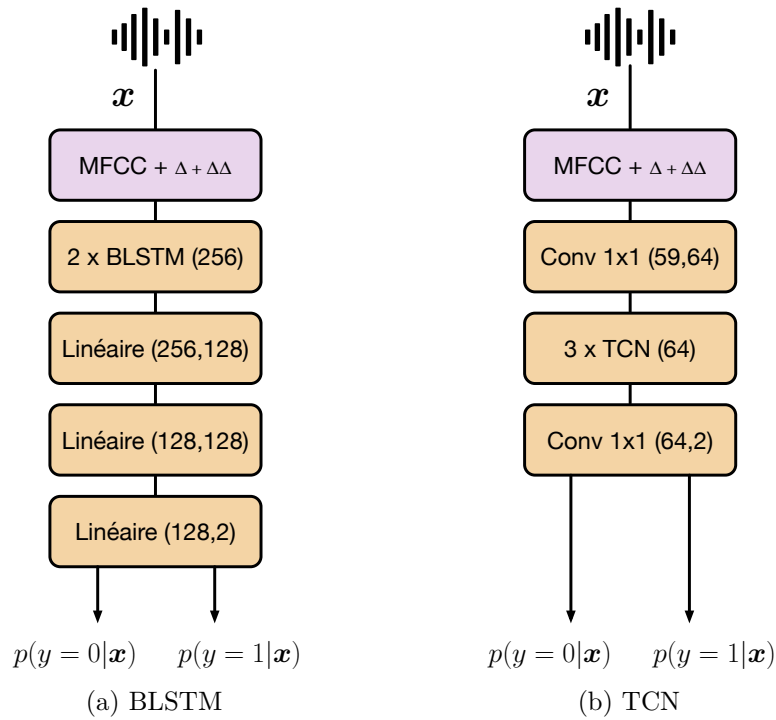 x
MFCC + Δ + ΔΔ
2 x BLSTM (256)
Linéaire (256,128)
Linéaire (128,128)
Linéaire (128,2)
p(y = 0|x) p(y = 1|x)
(a) BLSTM
x
MFCC + Δ + ΔΔ
Conv 1x1 (59,64)
3 x TCN (64)
Conv 1x1 (64,2)
p(y = 0|x) p(y = 1|x)
(b) TCN